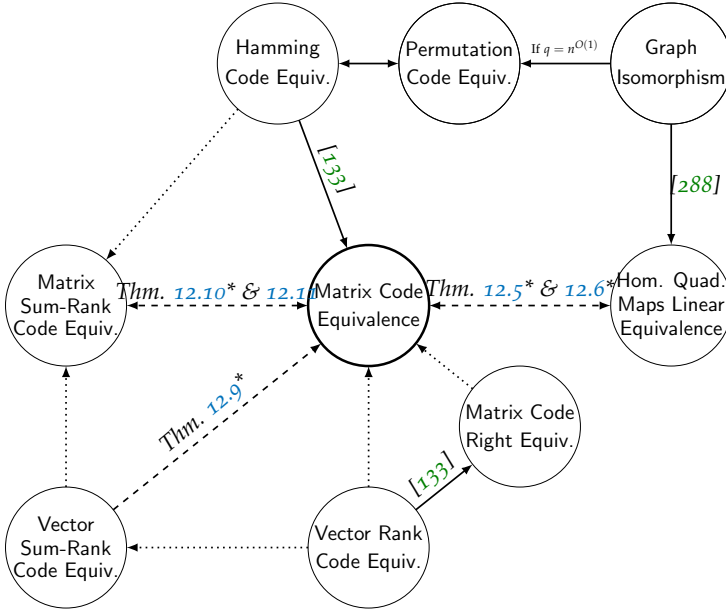 Hamming
Code Equiv.
Permutation
Code Equiv.
If q = n^{O(1)}
Graph
Isomorphism
[133]
[288]
Matrix
Sum-Rank
Code Equiv.
Thm. 12.10* & 12.11
Matrix Code
Equivalence
Thm. 12.5* & 12.6*
Hom. Quad.
Maps Linear
Equivalence
Thm. 12.9*
Matrix Code
Right Equiv.
[133]
Vector
Sum-Rank
Code Equiv.
Vector Rank
Code Equiv.